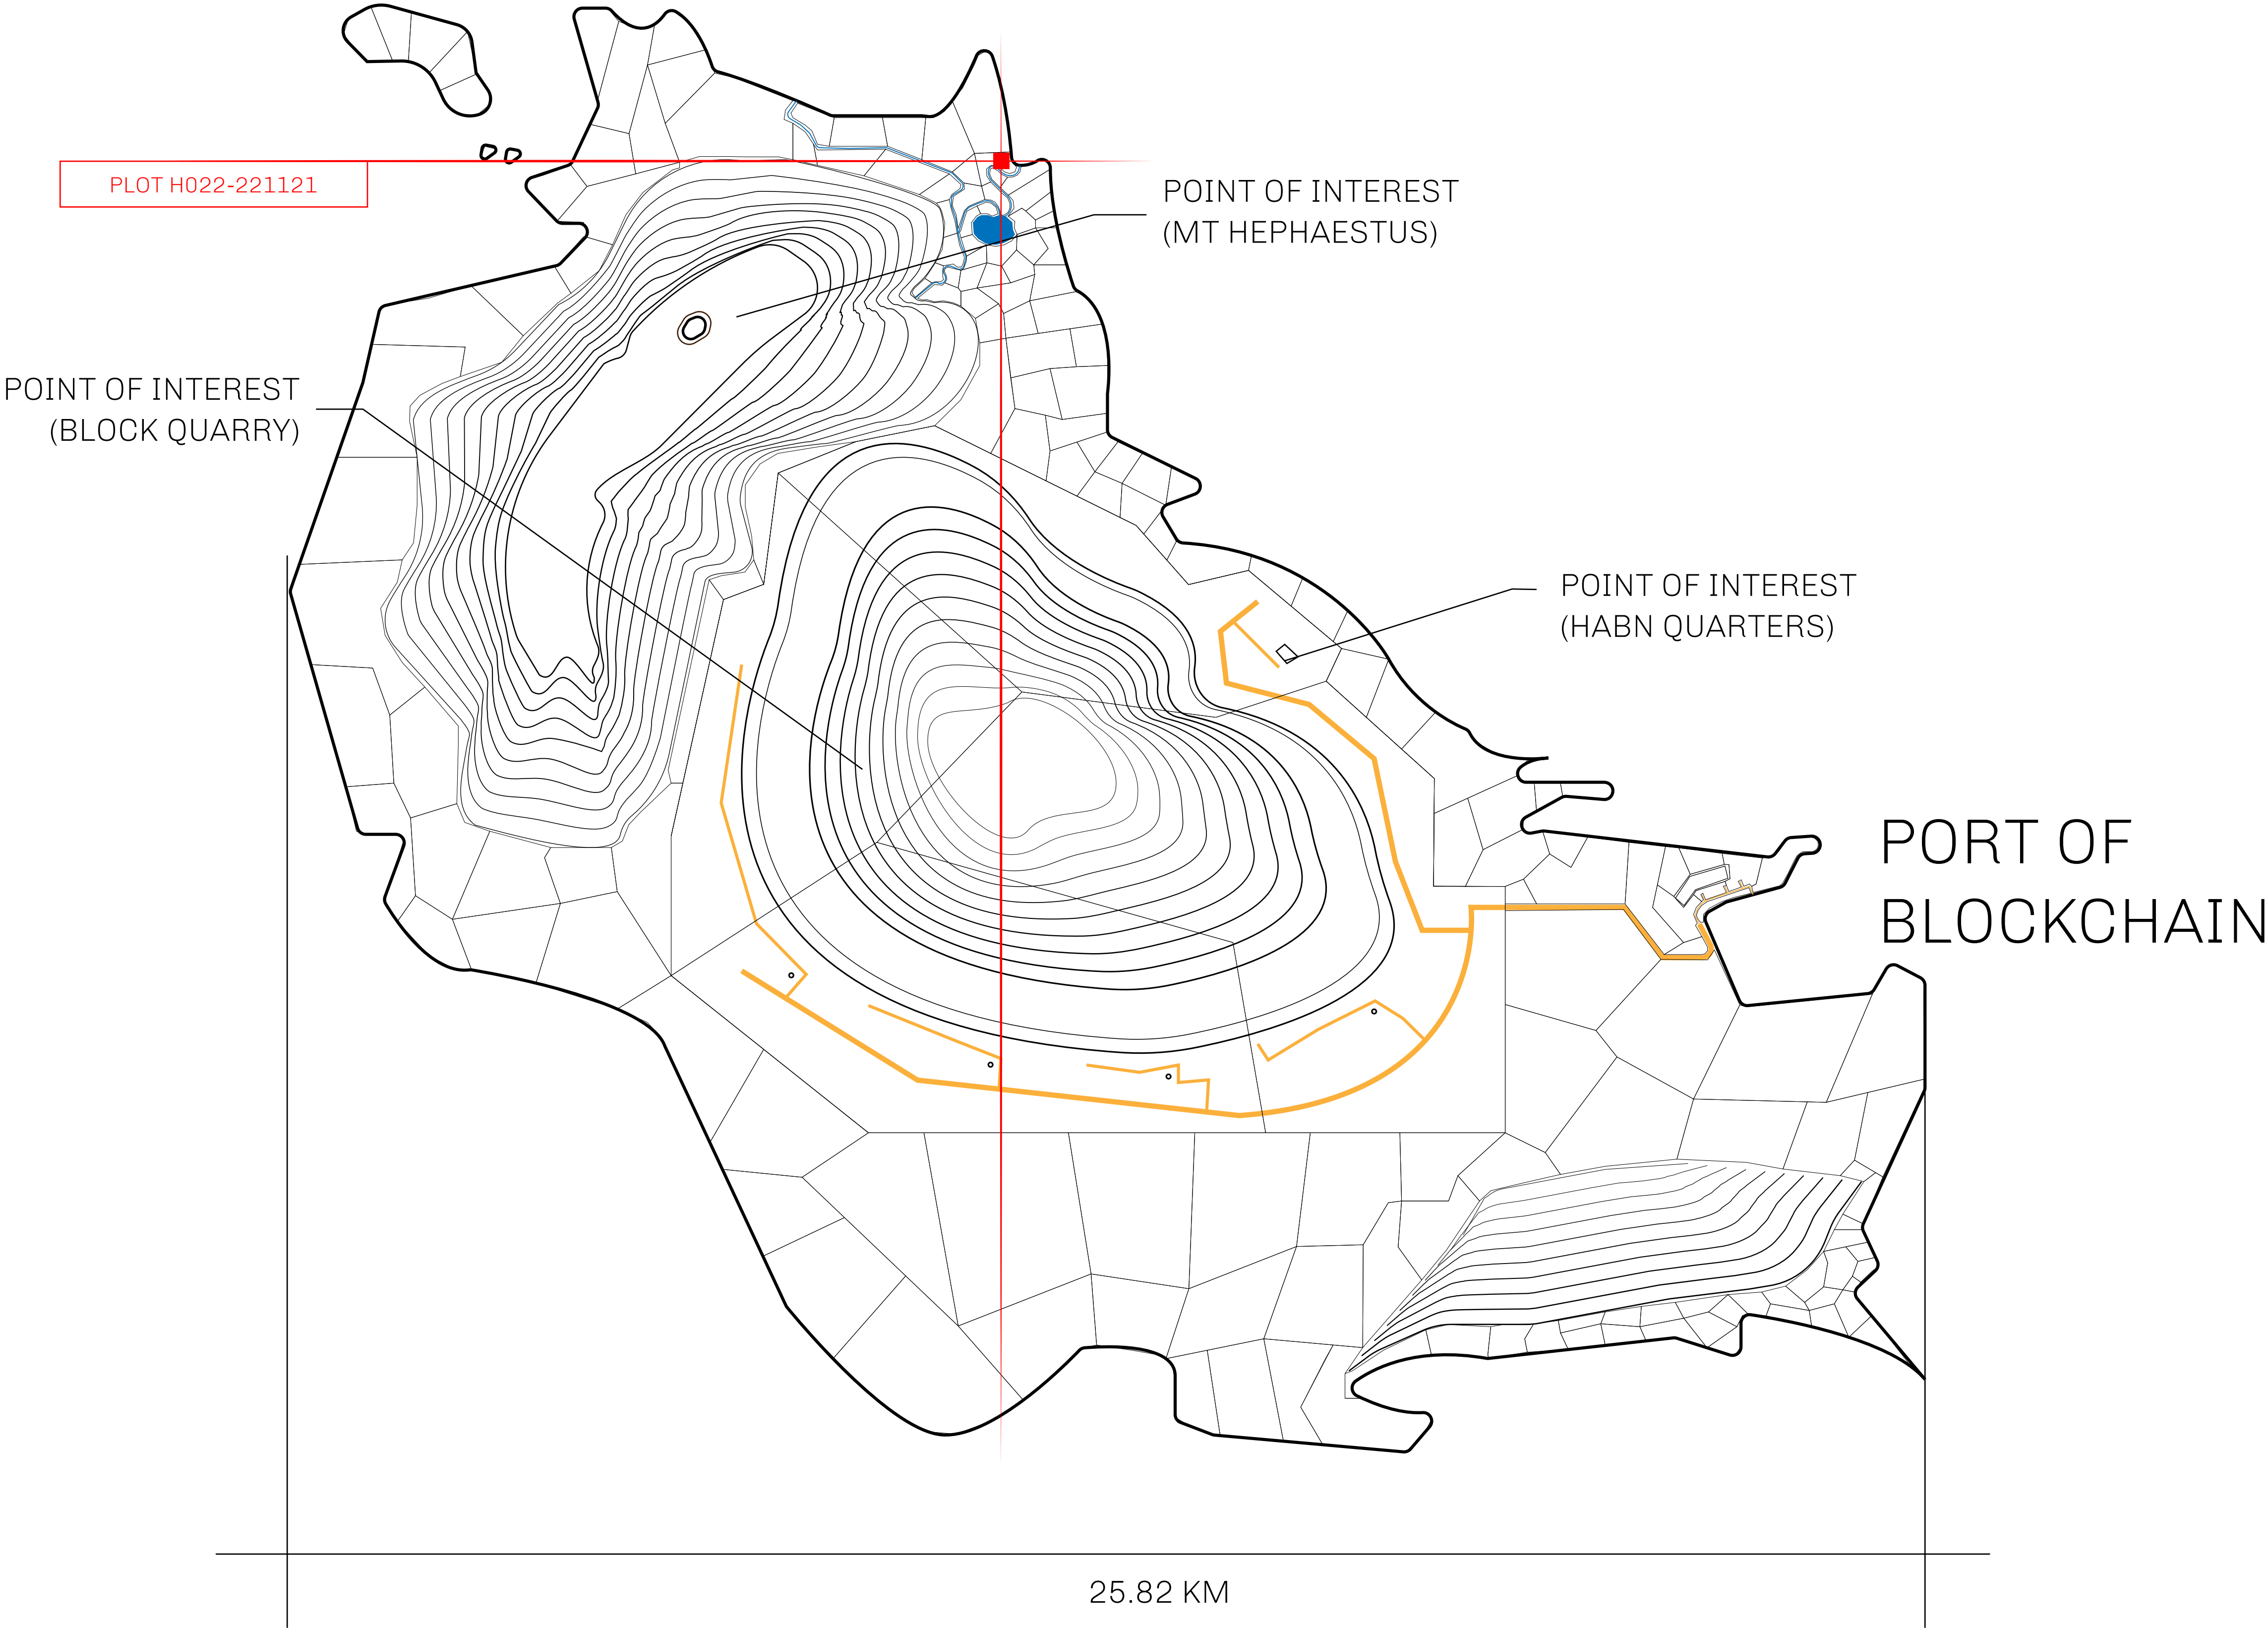 PLOT H022-221121
POINT OF INTEREST
(MT HEPHAESTUS)
POINT OF INTEREST
(BLOCK QUARRY)
POINT OF INTEREST
(HABN QUARTERS)
PORT OF
BLOCKCHAIN
25.82 KM